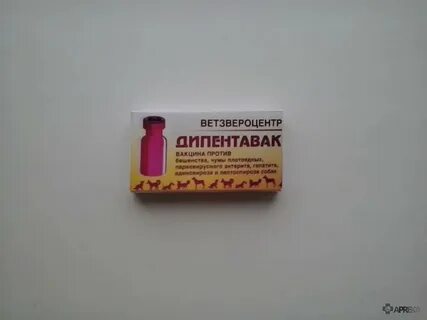 ВЕТЗВЕРОЦЕНТР
ДИПЕНТАВАК
ВАКЦИНА ПРОТИВ
бешенства, чумы плотоядных,
парвовирусного энтерита, гепатита,
аденовироза и лептоспироза собак